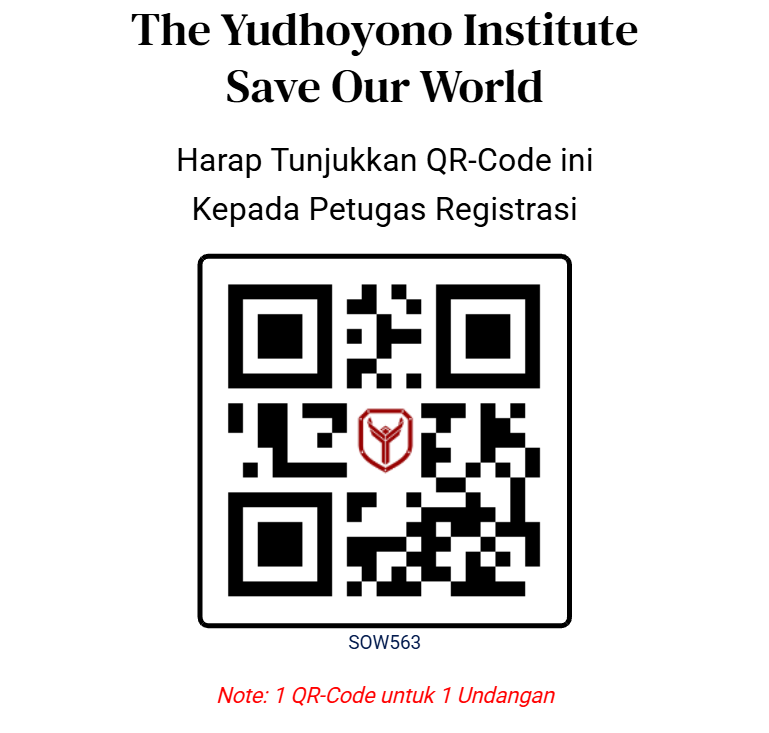 The Yudhoyono Institute
Save Our World
Harap Tunjukkan QR-Code ini
Kepada Petugas Registrasi
SOW563
Note: 1 QR-Code untuk 1 Undangan